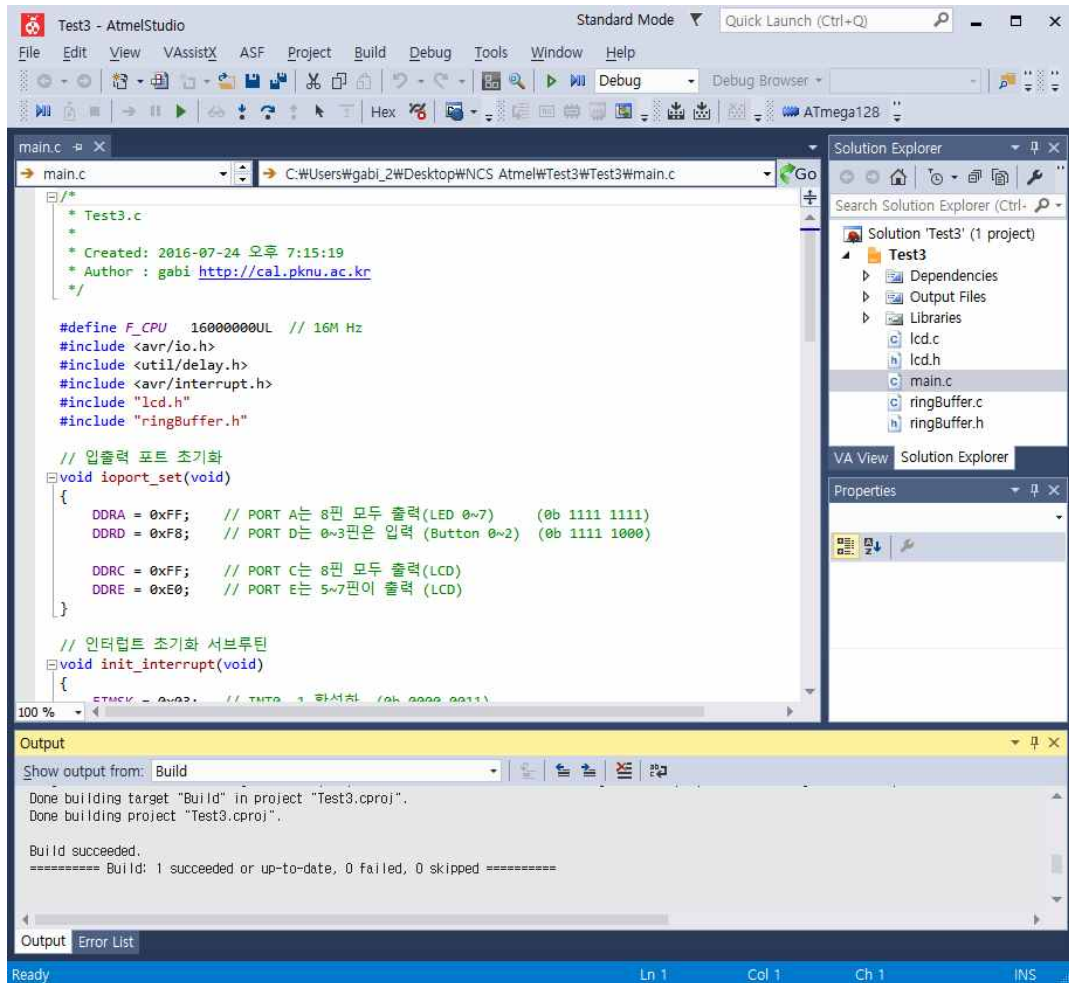 Test3 - AtmelStudio
Standard Mode
Quick Launch (Ctrl+Q)
File Edit View VAssistX ASF Project Build Debug Tools Window Help
Debug
Debug Browser
Hex
ATmega128
main.c
main.c
C:₩Users₩gabi_2₩Desktop₩NCS Atmel₩Test3₩Test3₩main.c
Go
/*
* Test3.c
*
* Created: 2016-07-24 오후 7:15:19
* Author : gabi http://cal.pknu.ac.kr
*/
#define F_CPU 16000000UL // 16M Hz
#include <avr/io.h>
#include <util/delay.h>
#include <avr/interrupt.h>
#include "lcd.h"
#include "ringBuffer.h"
// 입출력 포트 초기화
void ioport_set(void)
{
DDRA = 0xFF; // PORT A는 8핀 모두 출력(LED 0~7) (0b 1111 1111)
DDRD = 0xF8; // PORT D는 0~3핀은 입력 (Button 0~2) (0b 1111 1000)
DDRC = 0xFF; // PORT C는 8핀 모두 출력(LCD)
DDRE = 0xE0; // PORT E는 5~7핀이 출력 (LCD)
}
// 인터럽트 초기화 서브루틴
void init_interrupt(void)
{
EIMSK = 0x03; // INT0, 1 활성화 (0b 0000 0011)
100 %
Solution Explorer
Search Solution Explorer (Ctrl-
Solution 'Test3' (1 project)
Test3
Dependencies
Output Files
Libraries
lcd.c
lcd.h
main.c
ringBuffer.c
ringBuffer.h
VA View Solution Explorer
Properties
Output
Show output from: Build
Done building target "Build" in project "Test3.cproj".
Done building project "Test3.cproj".
Build succeeded.
========== Build: 1 succeeded or up-to-date, 0 failed, 0 skipped ==========
Output Error List
Ready
Ln 1 Col 1 Ch 1 INS